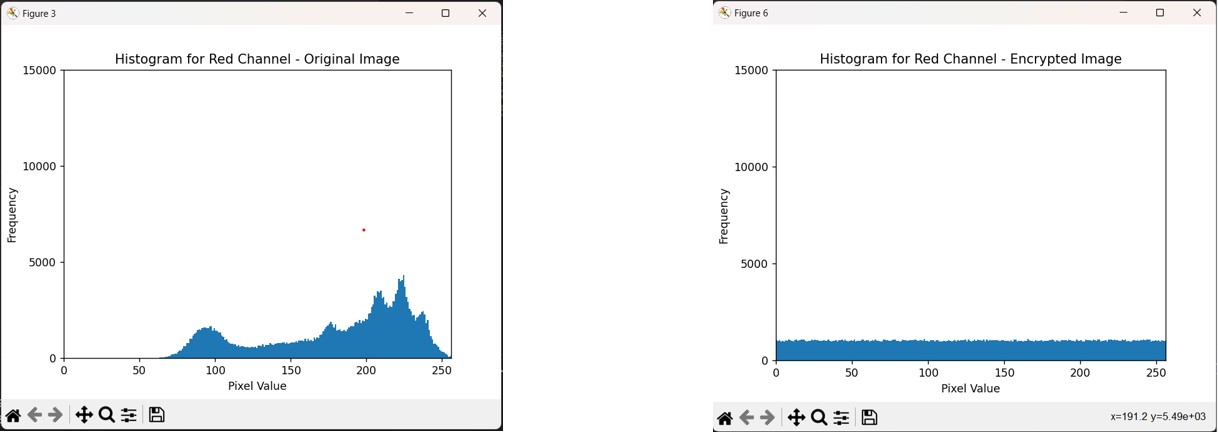 Figure 3
Histogram for Red Channel - Original Image
15000
10000
5000
0
Frequency
0 50 100 150 200 250
Pixel Value
Figure 6
Histogram for Red Channel - Encrypted Image
15000
10000
5000
0
Frequency
0 50 100 150 200 250
Pixel Value
x=191.2 y=5.49e+03